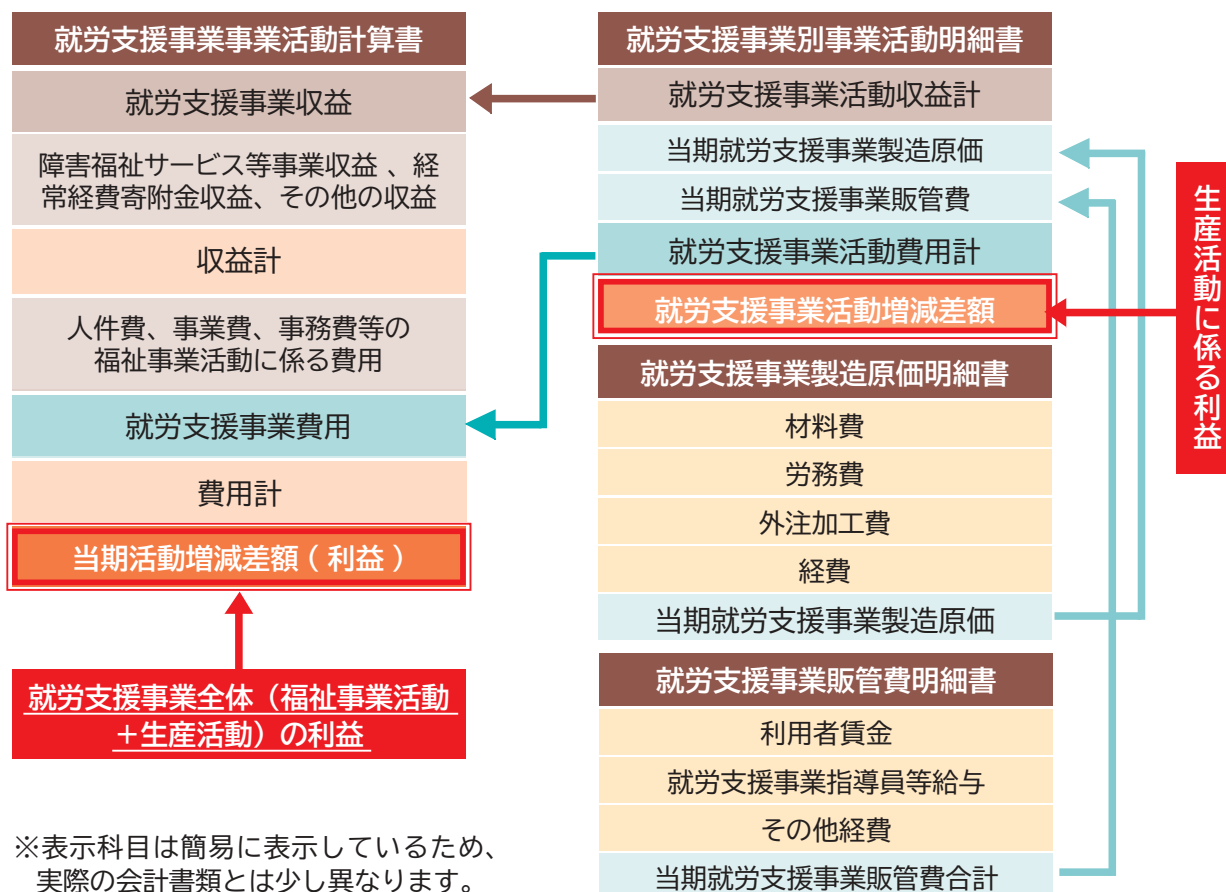 就労支援事業事業活動計算書
就労支援事業収益
障害福祉サービス等事業収益 、経
常経費寄附金収益、その他の収益
収益計
人件費、事業費、事務費等の
福祉事業活動に係る費用
就労支援事業費用
費用計
当期活動増減差額（ 利益 ）
就労支援事業全体（福祉事業活動
＋生産活動）の利益
※表示科目は簡易に表示しているため、
実際の会計書類とは少し異なります。
就労支援事業別事業活動明細書
就労支援事業活動収益計
当期就労支援事業製造原価
当期就労支援事業販管費
就労支援事業活動費用計
就労支援事業活動増減差額
就労支援事業製造原価明細書
材料費
労務費
外注加工費
経費
当期就労支援事業製造原価
就労支援事業販管費明細書
利用者賃金
就労支援事業指導員等給与
その他経費
当期就労支援事業販管費合計
生産活動に係る利益